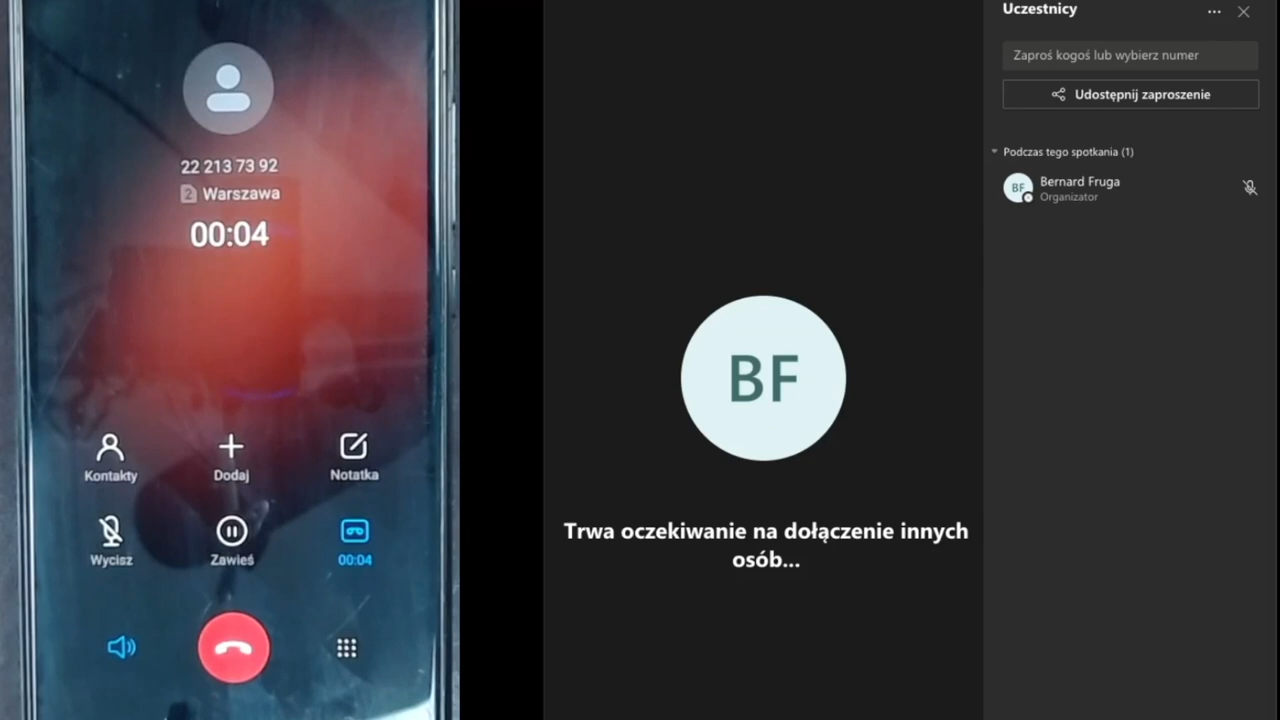 22 213 73 92
2 Warszawa
00:04
Kontakty
Dodaj
Notatka
Wycisz
Zawieś
00:04
BF
Trwa oczekiwanie na dołączenie innych
osób...
Uczestnicy
Zaproś kogoś lub wybierz numer
Udostępnij zaproszenie
Podczas tego spotkania (1)
BF
Bernard Fruga
Organizator